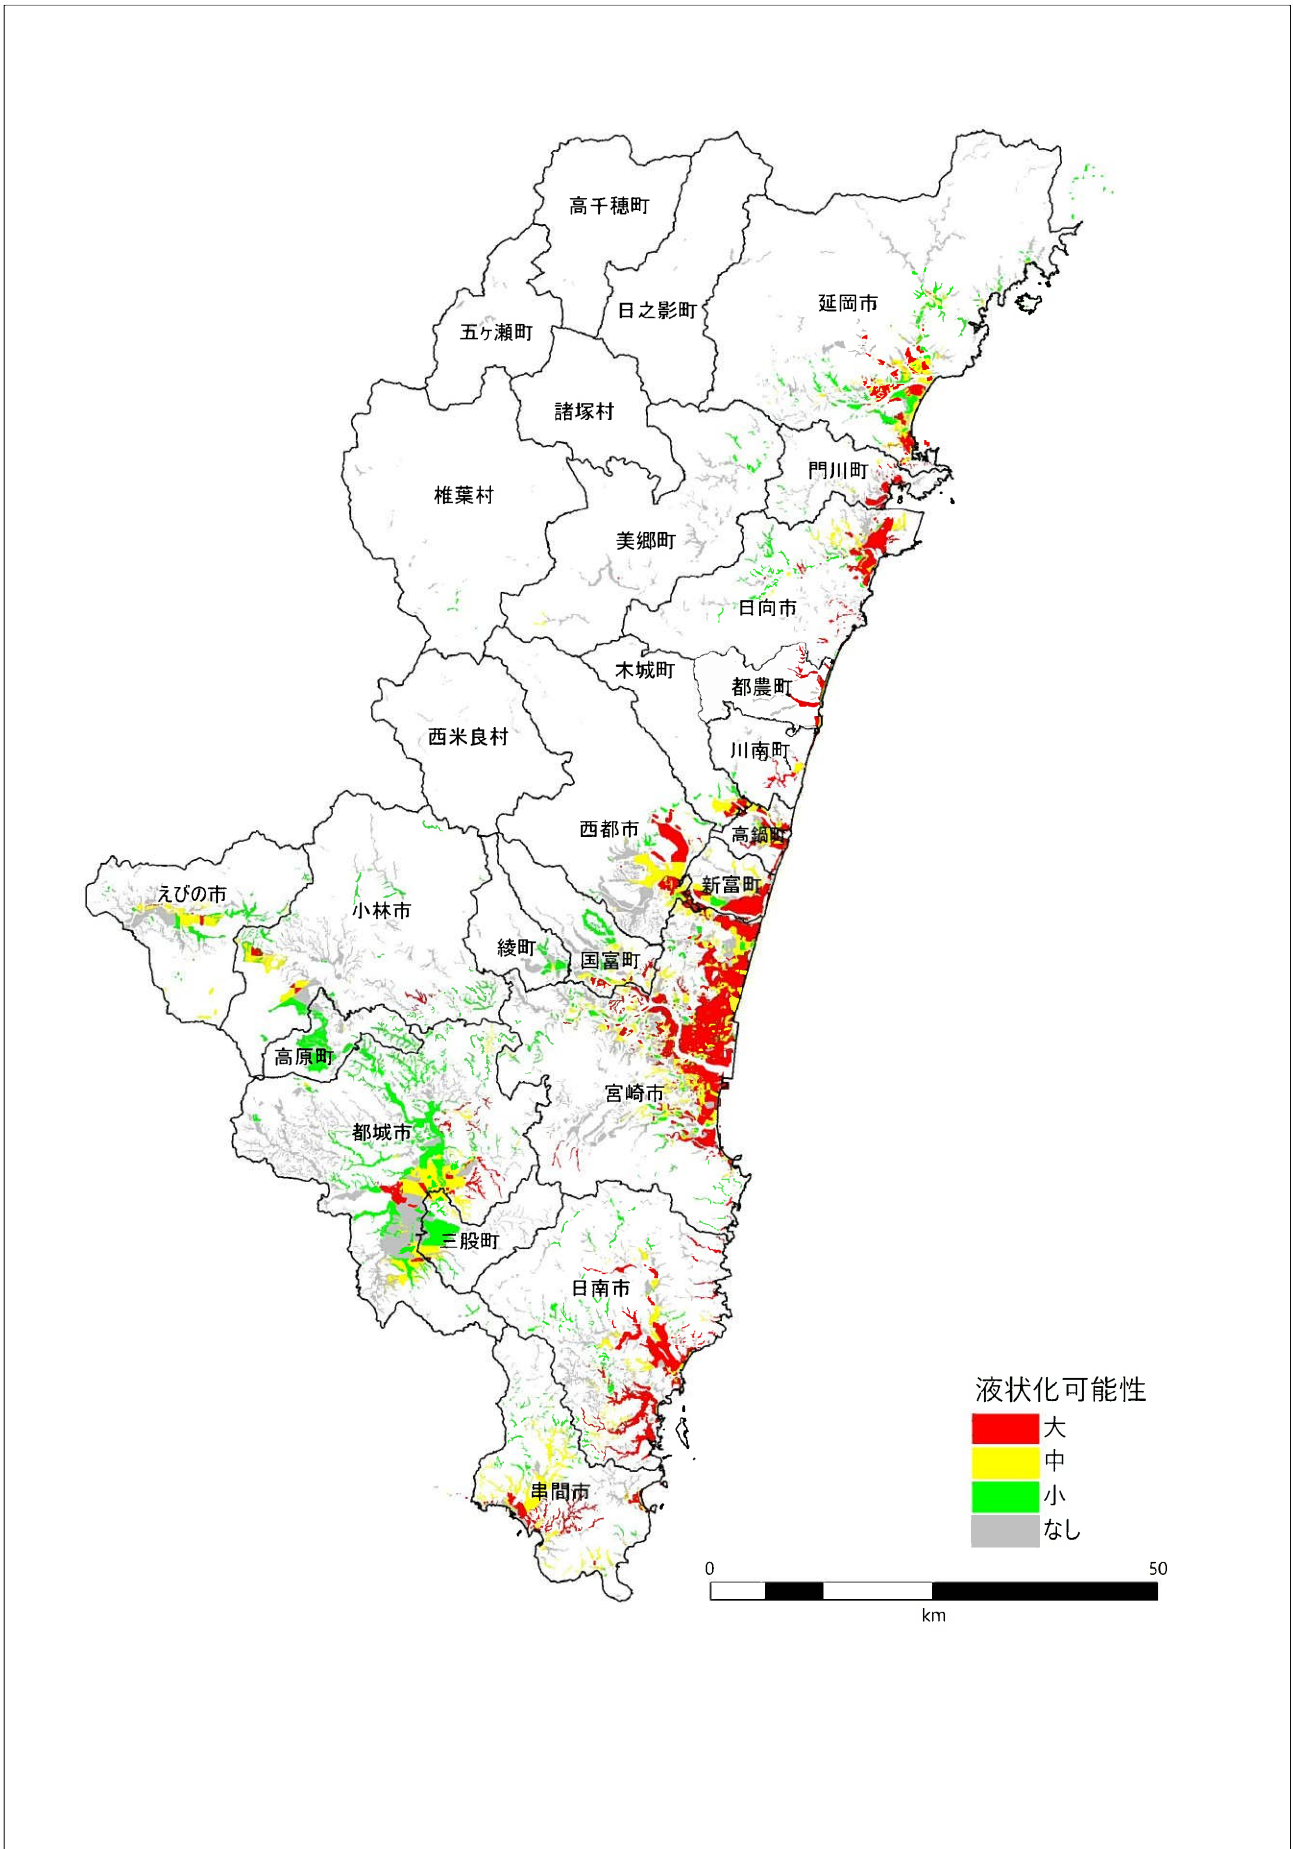 高千穂町
日之影町
延岡市
五ヶ瀬町
諸塚村
門川町
椎葉村
美郷町
日向市
木城町
都農町
西米良村
川南町
西都市
高鍋町
新富町
えびの市
小林市
綾町
国富町
高原町
宮崎市
都城市
三股町
日南市
串間市
液状化可能性
大
中
小
なし
0 50
km